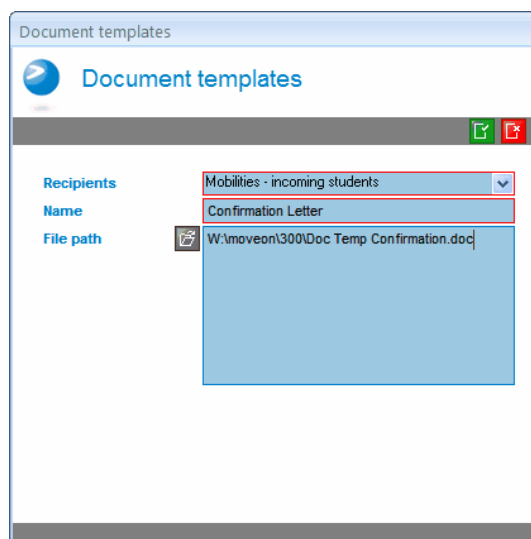 Document templates
Document templates
Recipients Mobilities - incoming students
Name Confirmation Letter
File path W:\moveon\300\Doc Temp Confirmation.doc